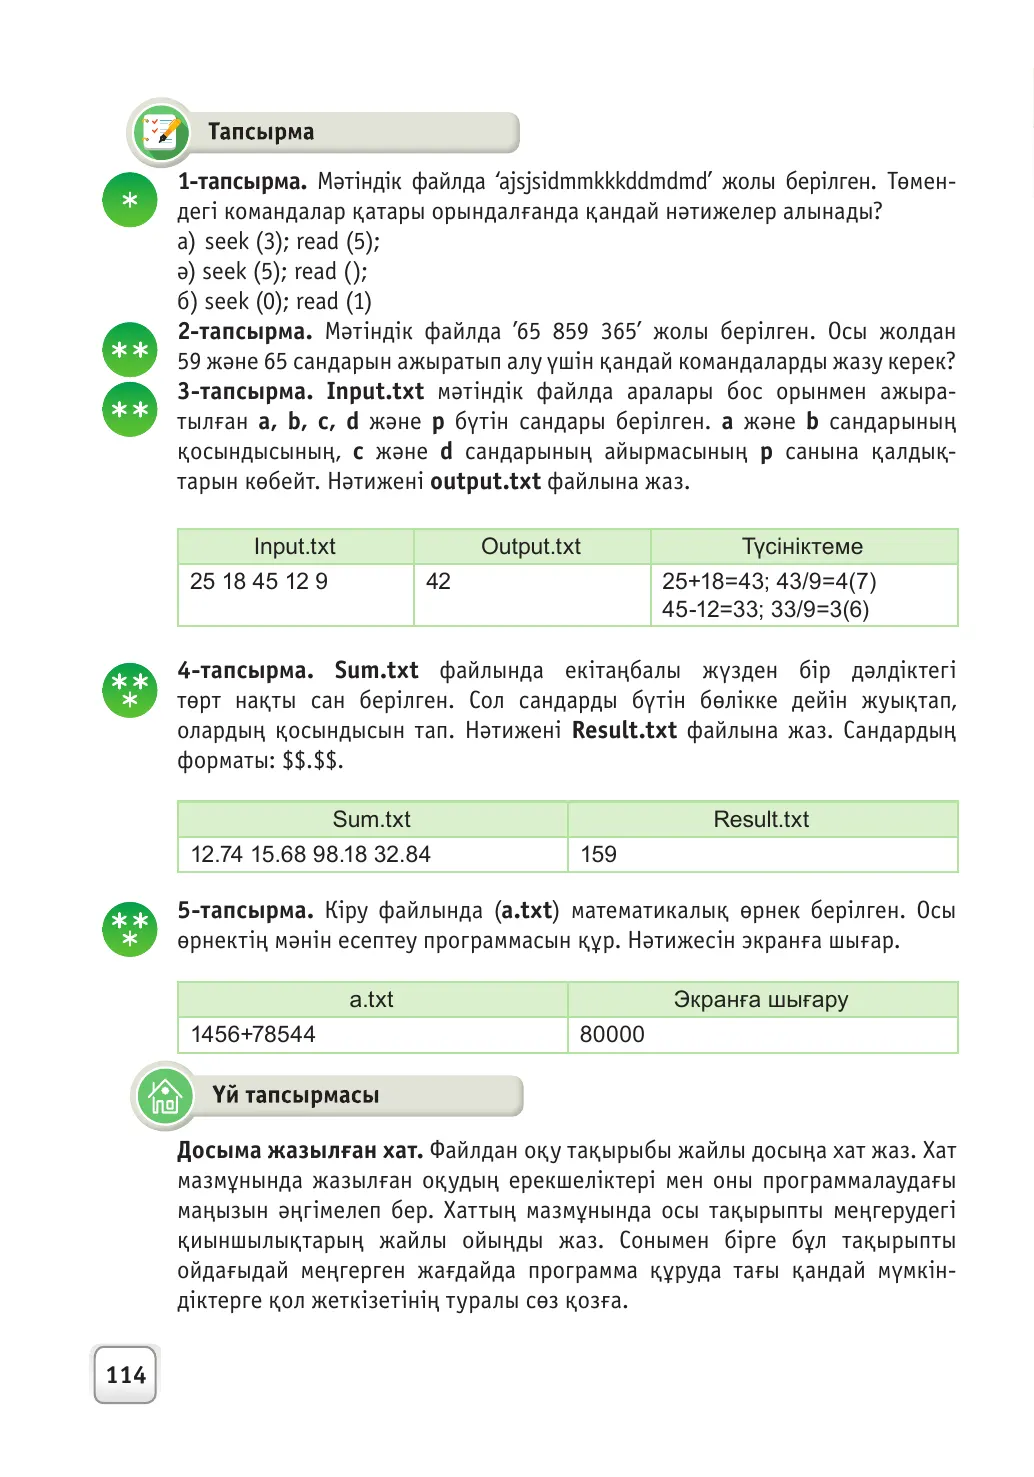 Тапсырма
1-тапсырма. Мәтіндік файлда ‘ajsjsidmmkkkddmdmd’ жолы берілген. Төмен-
дегі командалар қатары орындалғанда қандай нәтижелер алынады?
а) seek (3); read (5);
ә) seek (5); read ();
б) seek (0); read (1)
2-тапсырма. Мәтіндік файлда ’65 859 365’ жолы берілген. Осы жолдан
59 және 65 сандарын ажыратып алу үшін қандай командаларды жазу керек?
3-тапсырма. Input.txt мәтіндік файлда аралары бос орынмен ажыра-
тылған a, b, c, d және p бүтін сандары берілген. a және b сандарының
қосындысының, c және d сандарының айырмасының p санына қалдық-
тарын көбейт. Нәтижені output.txt файлына жаз.
Input.txt Output.txt Түсініктеме
25 18 45 12 9 42 25+18=43; 43/9=4(7)
45-12=33; 33/9=3(6)
4-тапсырма. Sum.txt файлында екітаңбалы жүзден бір дәлдіктегі
төрт нақты сан берілген. Сол сандарды бүтін бөлікке дейін жуықтап,
олардың қосындысын тап. Нәтижені Result.txt файлына жаз. Сандардың
форматы: $$.$$.
Sum.txt Result.txt
12.74 15.68 98.18 32.84 159
5-тапсырма. Кіру файлында (a.txt) математикалық өрнек берілген. Осы
өрнектің мәнін есептеу программасын құр. Нәтижесін экранға шығар.
a.txt Экранға шығару
1456+78544 80000
Үй тапсырмасы
Досыма жазылған хат. Файлдан оқу тақырыбы жайлы досыңа хат жаз. Хат
мазмұнында жазылған оқудың ерекшеліктері мен оны программалаудағы
маңызын әңгімелеп бер. Хаттың мазмұнында осы тақырыпты меңгерудегі
қиыншылықтарың жайлы ойыңды жаз. Сонымен бірге бұл тақырыпты
ойдағыдай меңгерген жағдайда программа құруда тағы қандай мүмкін-
діктерге қол жеткізетінің туралы сөз қозға.
114